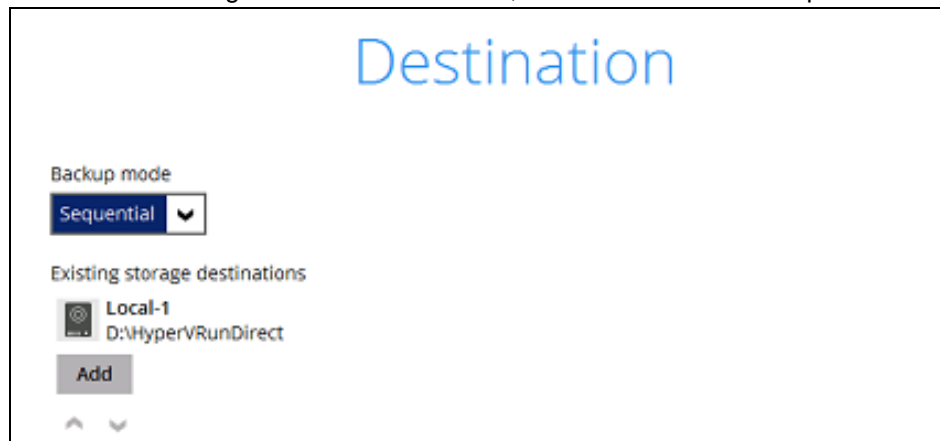 Destination
Backup mode
Sequential
Existing storage destinations
Local-1
D:\HyperVRunDirect
Add